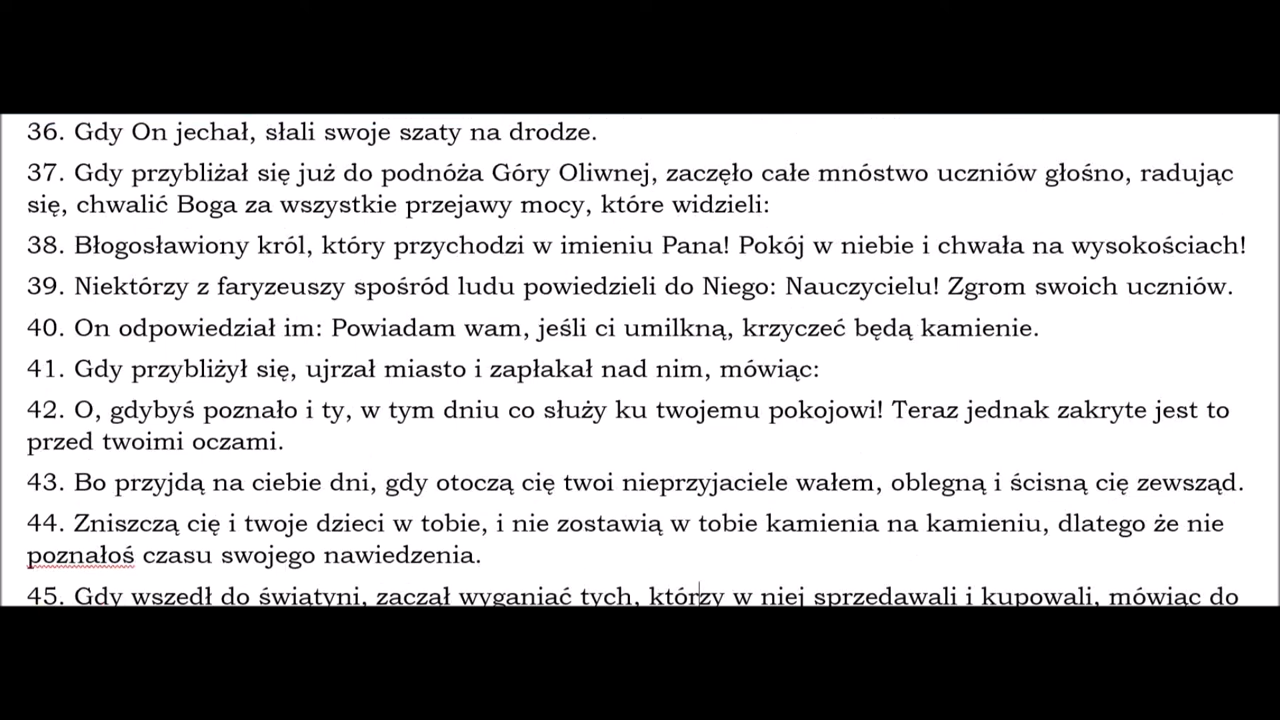 36. Gdy On jechał, słali swoje szaty na drodze.
37. Gdy przybliżał się już do podnóża Góry Oliwnej, zaczęło całe mnóstwo uczniów głośno, radując
się, chwalić Boga za wszystkie przejawy mocy, które widzieli:
38. Błogosławiony król, który przychodzi w imieniu Pana! Pokój w niebie i chwała na wysokościach!
39. Niektórzy z faryzeuszy spośród ludu powiedzieli do Niego: Nauczycielu! Zgrom swoich uczniów.
40. On odpowiedział im: Powiadam wam, jeśli ci umilkną, krzyczeć będą kamienie.
41. Gdy przybliżył się, ujrzał miasto i zapłakał nad nim, mówiąc:
42. O, gdybyś poznało i ty, w tym dniu co służy ku twojemu pokojowi! Teraz jednak zakryte jest to
przed twoimi oczami.
43. Bo przyjdą na ciebie dni, gdy otoczą cię twoi nieprzyjaciele wałem, oblegną i ścisną cię zewsząd.
44. Zniszczą cię i twoje dzieci w tobie, i nie zostawią w tobie kamienia na kamieniu, dlatego że nie
poznałoś czasu swojego nawiedzenia.
45. Gdy wszedł do świątyni, zaczął wyganiać tych, którzy w niej sprzedawali i kupowali, mówiąc do